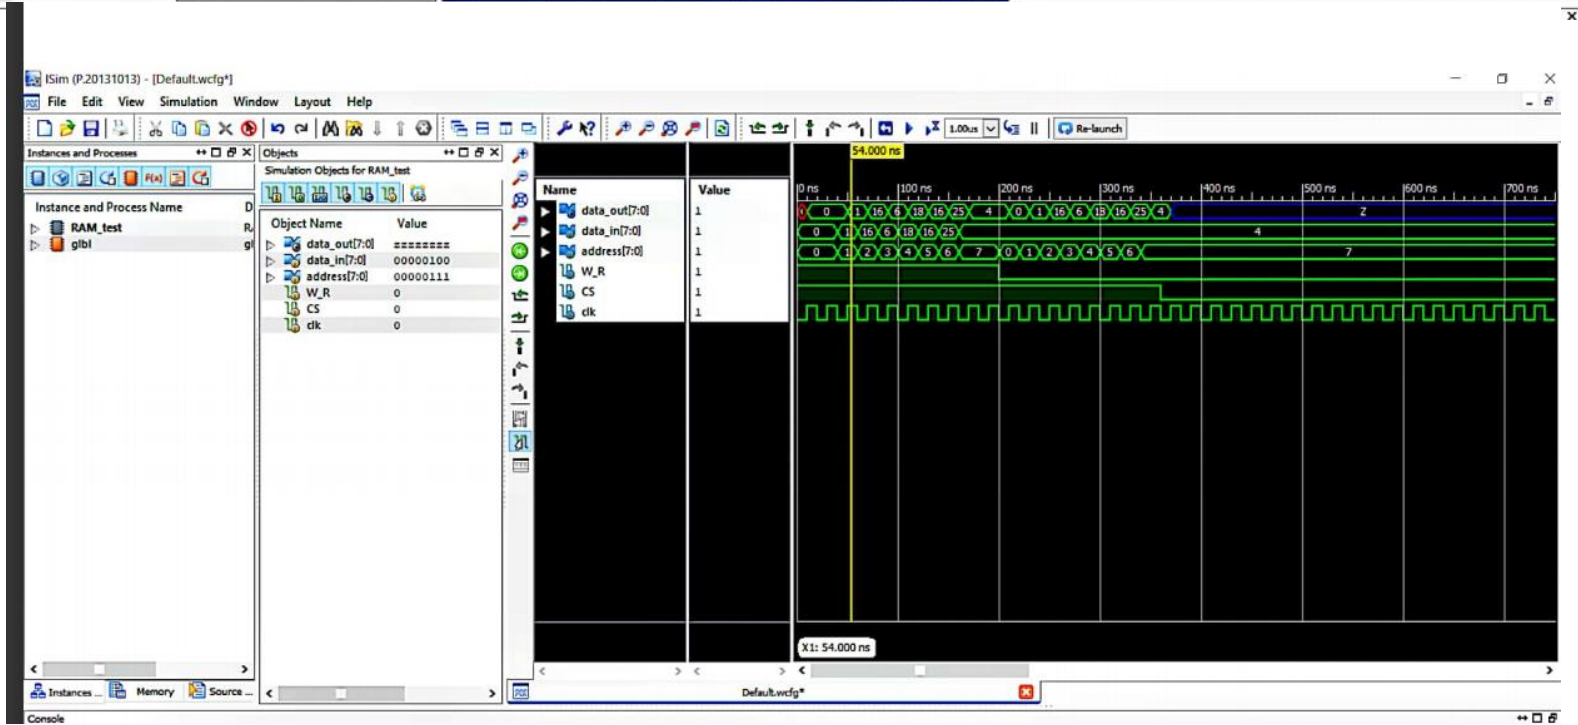 ISim (P.20131013) - [Default.wcfg*]
File Edit View Simulation Window Layout Help
1.00us Re-launch
Instances and Processes
Instance and Process Name D
RAM_test R
glbl gl
Instances ... Memory Source ...
Objects
Simulation Objects for RAM_test
Object Name Value
data_out[7:0] zzzzzzzz
data_in[7:0] 00000100
address[7:0] 00000111
W_R 0
CS 0
clk 0
54.000 ns
Name Value 0 ns 100 ns 200 ns 300 ns 400 ns 500 ns 600 ns 700 ns
data_out[7:0] 1 0 1 16 6 18 16 25 4 0 1 16 6 18 16 25 4 Z
data_in[7:0] 1 0 1 16 6 18 16 25 4
address[7:0] 1 0 1 2 3 4 5 6 7 0 1 2 3 4 5 6 7
W_R 1
CS 1
clk 1
X1: 54.000 ns
Default.wcfg*
Console